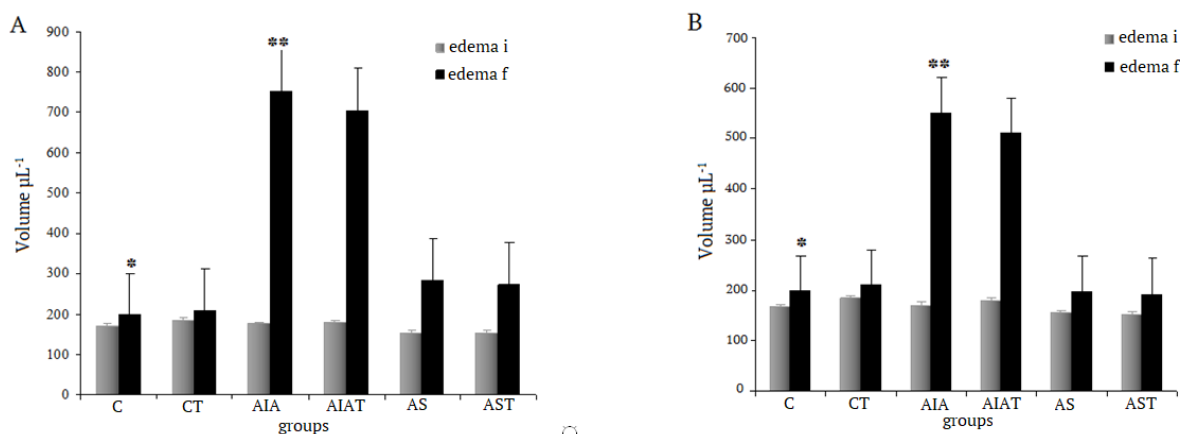 A
900
800
700
600
500
400
300
200
100
0
Volume µL⁻¹
edema i
edema f
*
**
C CT AIA AIAT AS AST
groups
B
700
600
500
400
300
200
100
0
Volume µL⁻¹
edema i
edema f
*
**
C CT AIA AIAT AS AST
groups